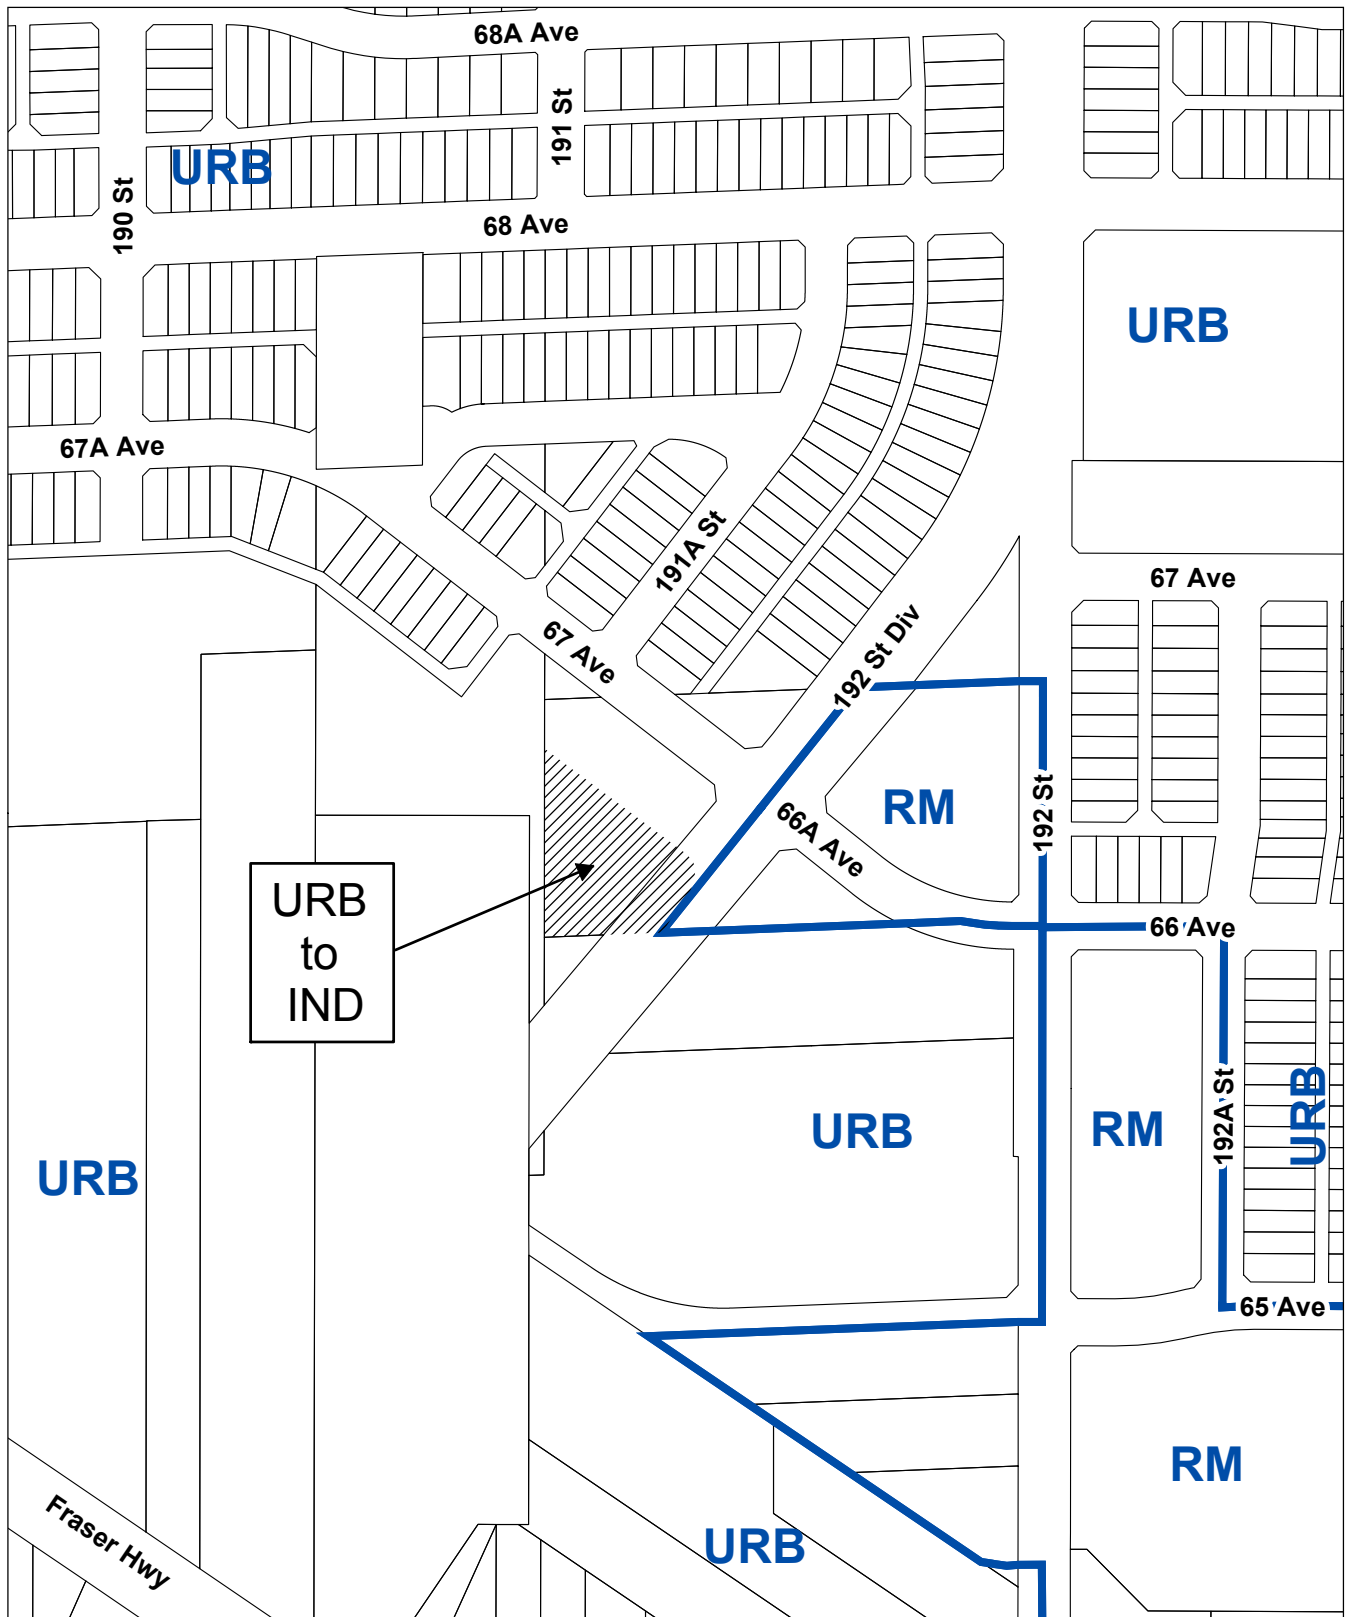 68A Ave
191 St
URB
190 St
68 Ave
URB
67A Ave
191A St
67 Ave
67 Ave
192 St Div
RM
192 St
66A Ave
URB
to
IND
66 Ave
URB
RM
192A St
URB
URB
65 Ave
RM
Fraser Hwy
URB